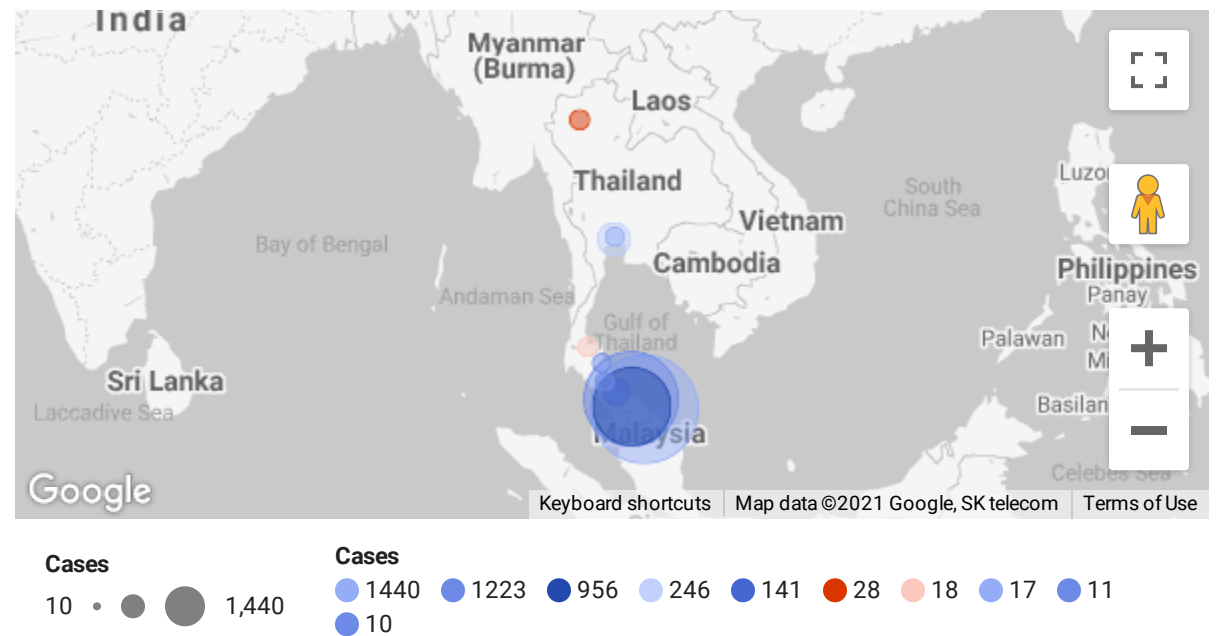 India
Myanmar
(Burma)
Laos
Thailand
Luzo
South
China Sea
Vietnam
Bay of Bengal
Cambodia
Philippines
Andaman Sea
Panay
Gulf of
Thailand
Palawan
N
Mi
Sri Lanka
Basilan
Laccadive Sea
Malaysia
Celebes Sea
Google
Keyboard shortcuts
Map data ©2021 Google, SK telecom
Terms of Use
Cases
10
1,440
Cases
1440 1223 956 246 141 28 18 17 11
10